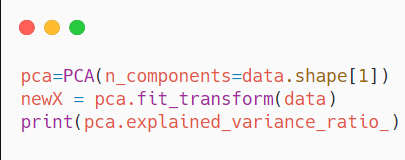 pca=PCA(n_components=data.shape[1])
newX = pca.fit_transform(data)
print(pca.explained_variance_ratio_)